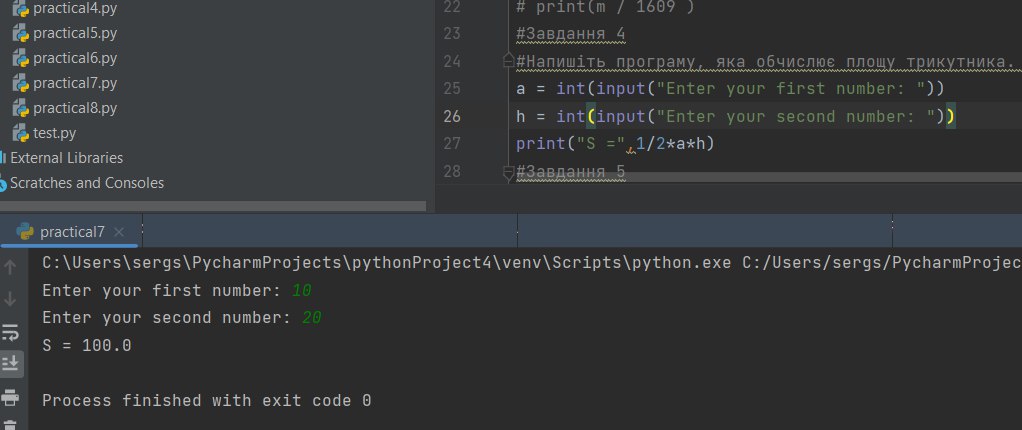 practical4.py
practical5.py
practical6.py
practical7.py
practical8.py
test.py
External Libraries
Scratches and Consoles
22 # print(m / 1609 )
23 #Завдання 4
24 #Напишіть програму, яка обчислює площу трикутника.
25 a = int(input("Enter your first number: "))
26 h = int(input("Enter your second number: "))
27 print("S =",1/2*a*h)
28 #Завдання 5
practical7
C:\Users\sergs\PycharmProjects\pythonProject4\venv\Scripts\python.exe C:/Users/sergs/PycharmProjec
Enter your first number: 10
Enter your second number: 20
S = 100.0
Process finished with exit code 0